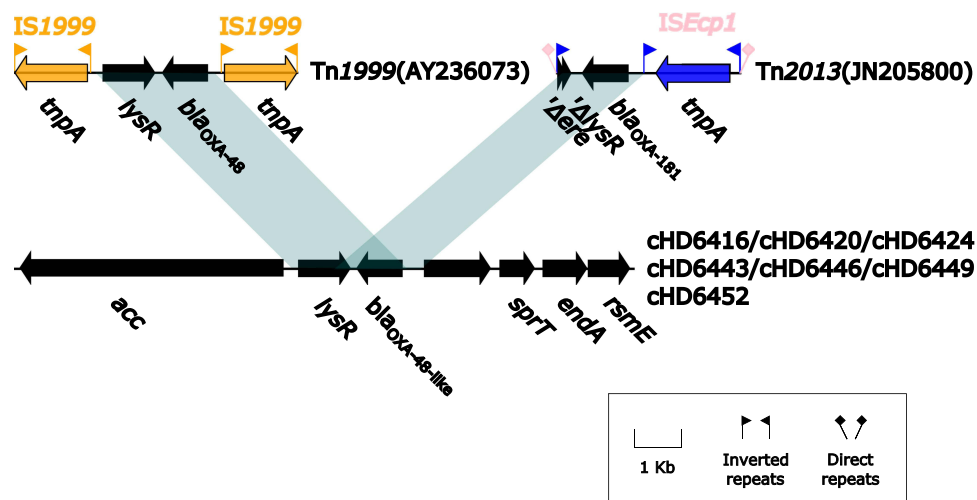 IS1999
IS1999
ISEcp1
Tn1999(AY236073)
Tn2013(JN205800)
tnpA
lysR
blaOXA-48
tnpA
'Δere
'ΔlysR
blaOXA-181
tnpA
cHD6416/cHD6420/cHD6424
cHD6443/cHD6446/cHD6449
cHD6452
acc
lysR
blaOXA-48-like
sprT
endA
rsmE
1 Kb
Inverted
repeats
Direct
repeats